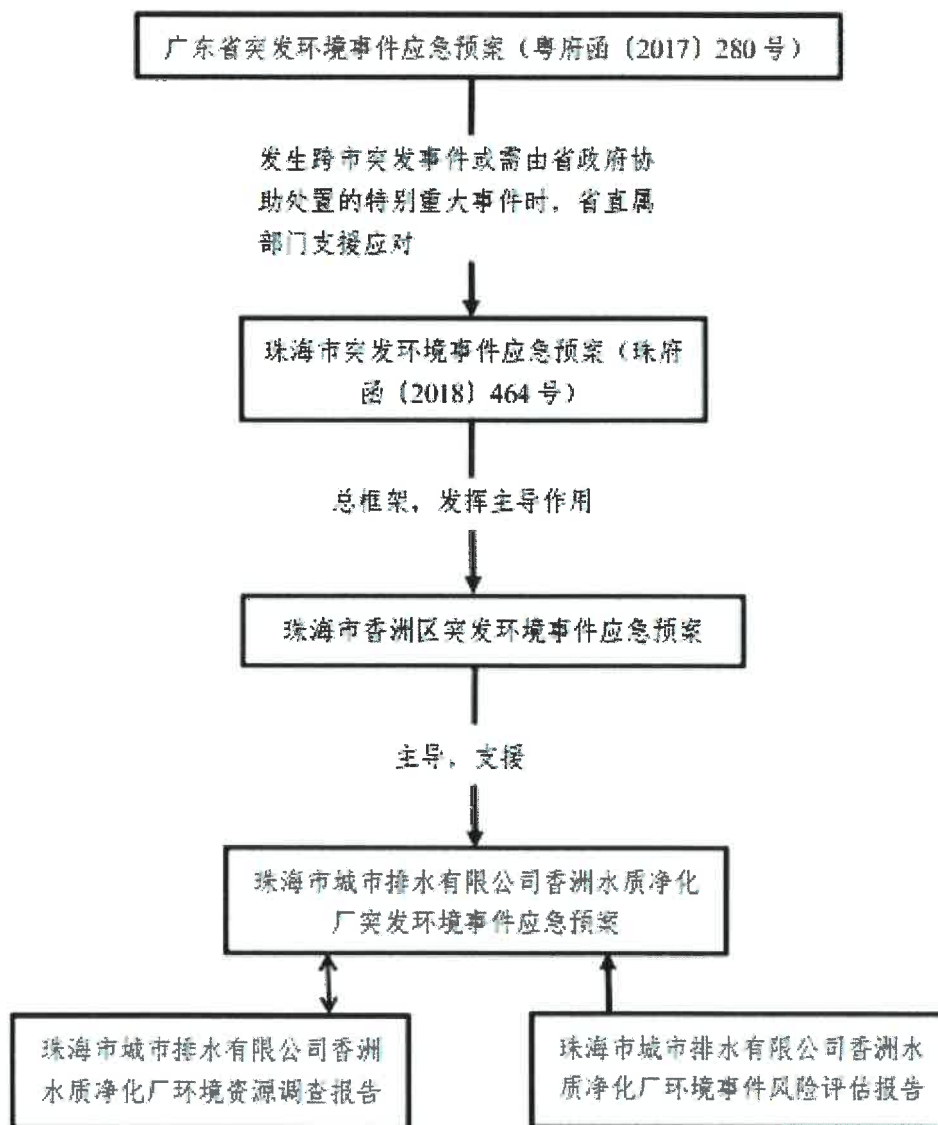 广东省突发环境事件应急预案（粤府函〔2017〕280号）
发生跨市突发事件或需由省政府协
助处置的特别重大事件时，省直属
部门支援应对
珠海市突发环境事件应急预案（珠府
函〔2018〕464号）
总框架，发挥主导作用
珠海市香洲区突发环境事件应急预案
主导，支援
珠海市城市排水有限公司香洲水质净化
厂突发环境事件应急预案
珠海市城市排水有限公司香洲
水质净化厂环境资源调查报告
珠海市城市排水有限公司香洲水
质净化厂环境事件风险评估报告